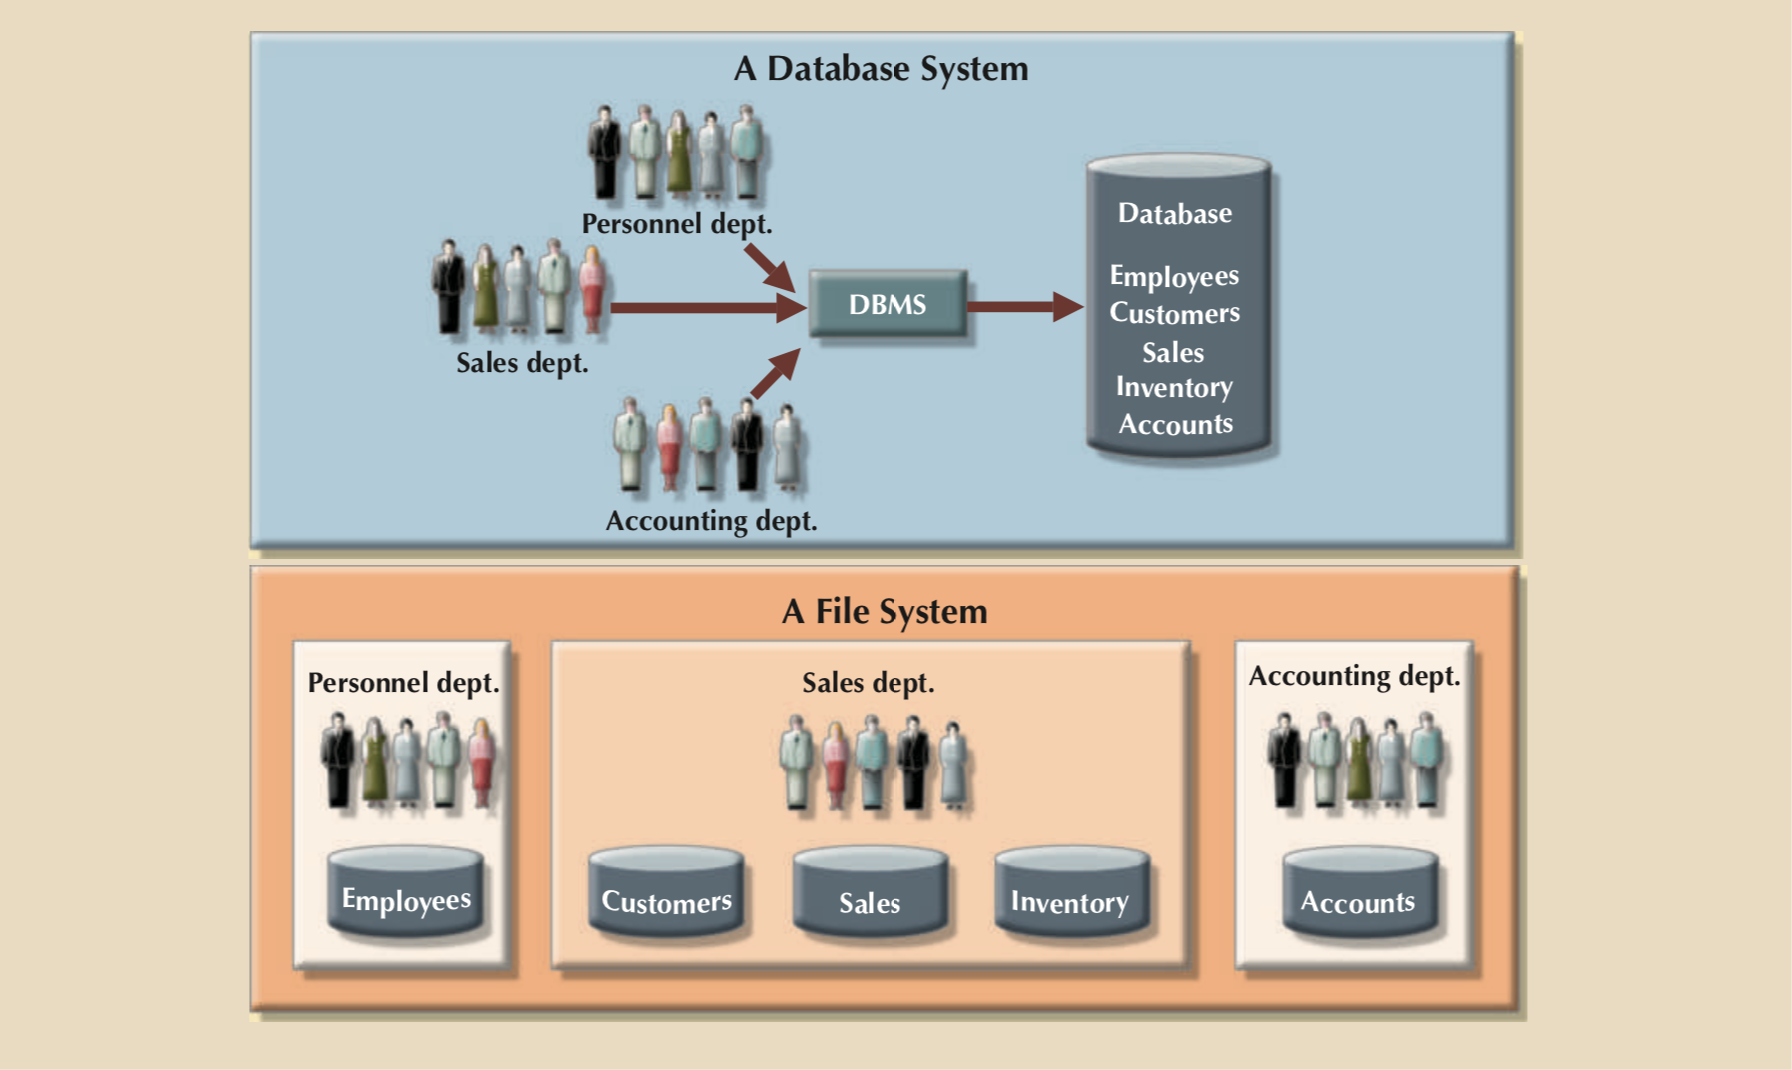 A Database System
Personnel dept.
Sales dept.
Accounting dept.
DBMS
Database
Employees
Customers
Sales
Inventory
Accounts
A File System
Personnel dept.
Employees
Sales dept.
Customers
Sales
Inventory
Accounting dept.
Accounts